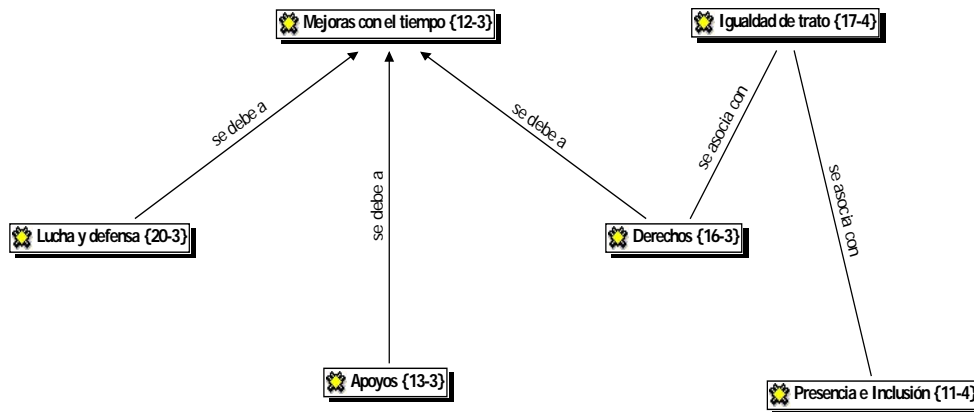 Mejoras con el tiempo {12-3}
Igualdad de trato {17-4}
se debe a
se debe a
se asocia con
se debe a
se asocia con
Lucha y defensa {20-3}
Derechos {16-3}
Apoyos {13-3}
Presencia e Inclusión {11-4}